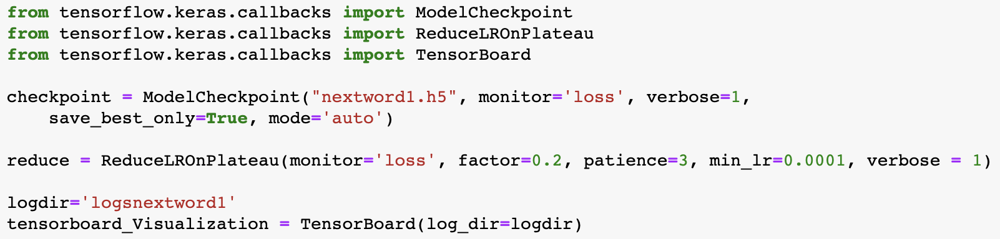 from tensorflow.keras.callbacks import ModelCheckpoint
from tensorflow.keras.callbacks import ReduceLROnPlateau
from tensorflow.keras.callbacks import TensorBoard

checkpoint = ModelCheckpoint("nextword1.h5", monitor='loss', verbose=1,
    save_best_only=True, mode='auto')

reduce = ReduceLROnPlateau(monitor='loss', factor=0.2, patience=3, min_lr=0.0001, verbose = 1)

logdir='logsnextword1'
tensorboard_Visualization = TensorBoard(log_dir=logdir)